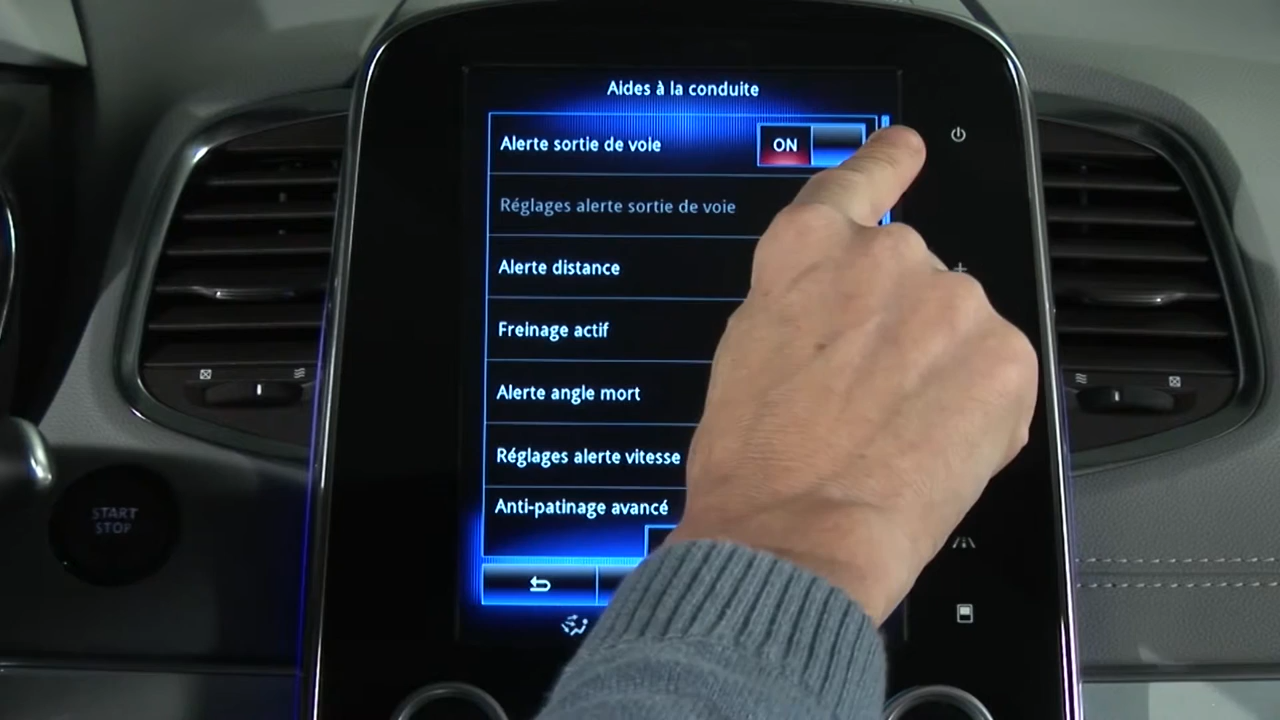 Aides à la conduite
Alerte sortie de voie
ON
Réglages alerte sortie de voie
Alerte distance
Freinage actif
Alerte angle mort
Réglages alerte vitesse
Anti-patinage avancé
START
STOP